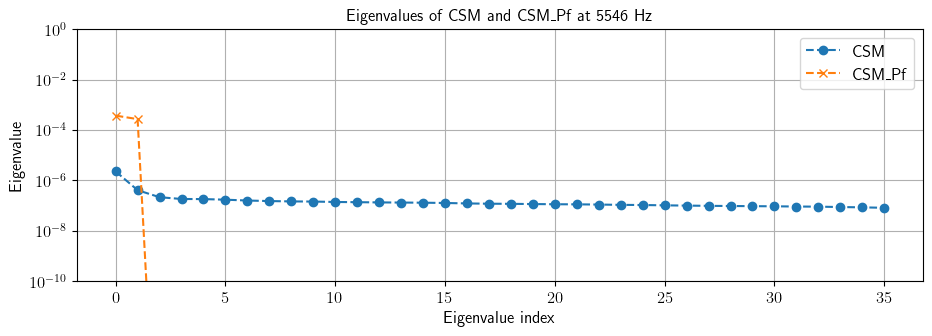 Eigenvalues of CSM and CSM_Pf at 5546 Hz
10^0
10^-2
10^-4
10^-6
10^-8
10^-10
Eigenvalue
CSM
CSM_Pf
0 5 10 15 20 25 30 35
Eigenvalue index